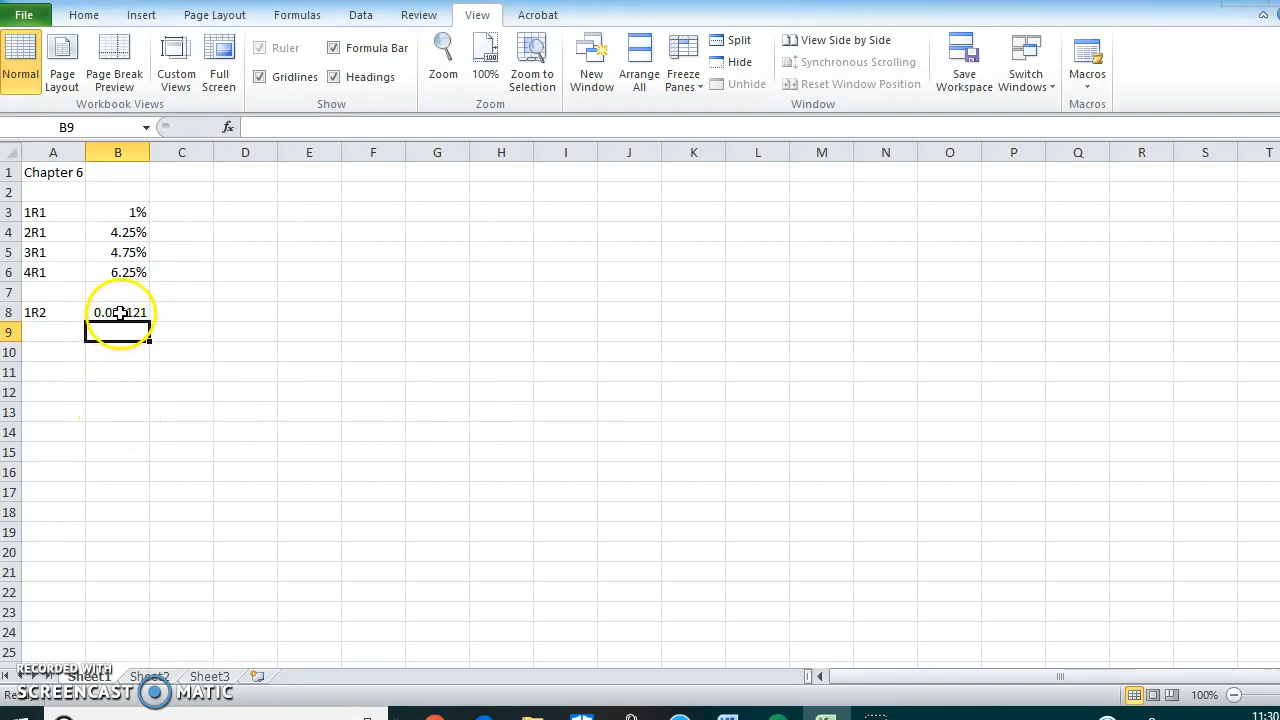 File Home Insert Page Layout Formulas Data Review View Acrobat
Normal Page Layout Page Break Preview Custom Views Full Screen
Workbook Views
Ruler Formula Bar
Gridlines Headings
Show
Zoom 100% Zoom to Selection
Zoom
New Window Arrange All Freeze Panes
Split View Side by Side
Hide Synchronous Scrolling
Unhide Reset Window Position
Window
Save Workspace Switch Windows
Macros
Macros
B9 fx
A B C D E F G H I J K L M N O P Q R S T
1 Chapter 6
2
3 1R1 1%
4 2R1 4.25%
5 3R1 4.75%
6 4R1 6.25%
7
8 1R2
9
10
11
12
13
14
15
16
17
18
19
20
21
22
23
24
25
RECORDED WITH
Sheet1 Sheet2 Sheet3
SCREENCAST MATIC
100%
11:30